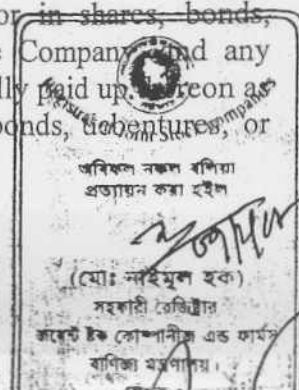 or in shares, bonds,
Company and any
lly paid up thereon as
bonds, debentures, or
অবিকল নকল বলিয়া
প্রত্যায়ন করা হইল
(মোঃ নাইমুল হক)
সহকারী রেজিষ্ট্রার
জয়েন্ট ষ্টক কোম্পানীজ এন্ড ফার্মস
বাণিজ্য মন্ত্রণালয়।